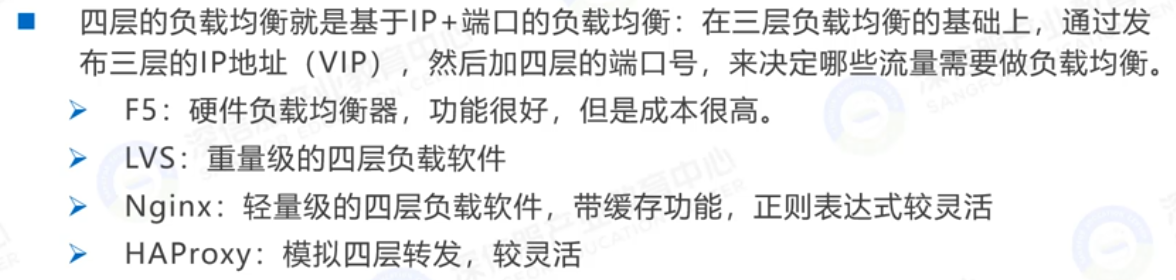 四层的负载均衡就是基于IP+端口的负载均衡：在三层负载均衡的基础上，通过发
布三层的IP地址（VIP），然后加四层的端口号，来决定哪些流量需要做负载均衡。
F5：硬件负载均衡器，功能很好，但是成本很高。
LVS：重量级的四层负载软件
Nginx：轻量级的四层负载软件，带缓存功能，正则表达式较灵活
HAProxy：模拟四层转发，较灵活